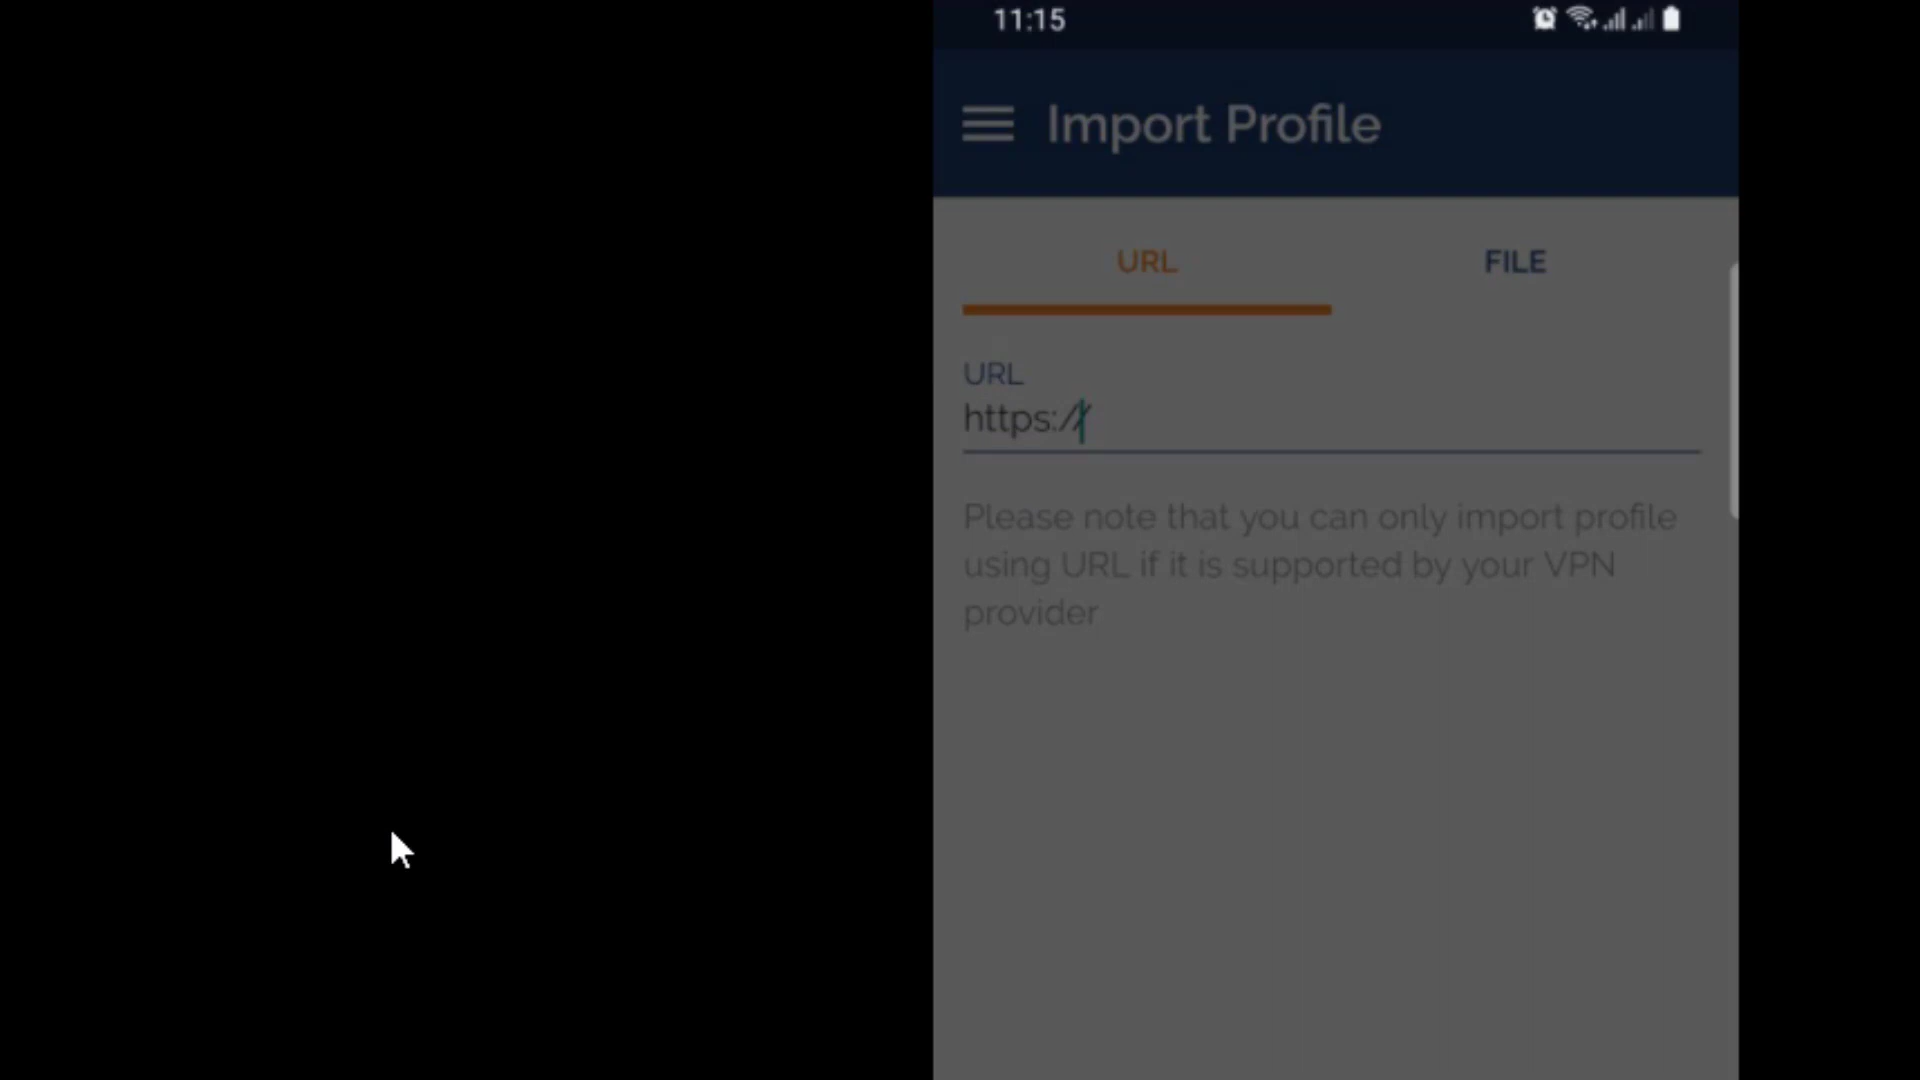 11:15
Import Profile
URL
FILE
URL
https://
Please note that you can only import profile
using URL if it is supported by your VPN
provider